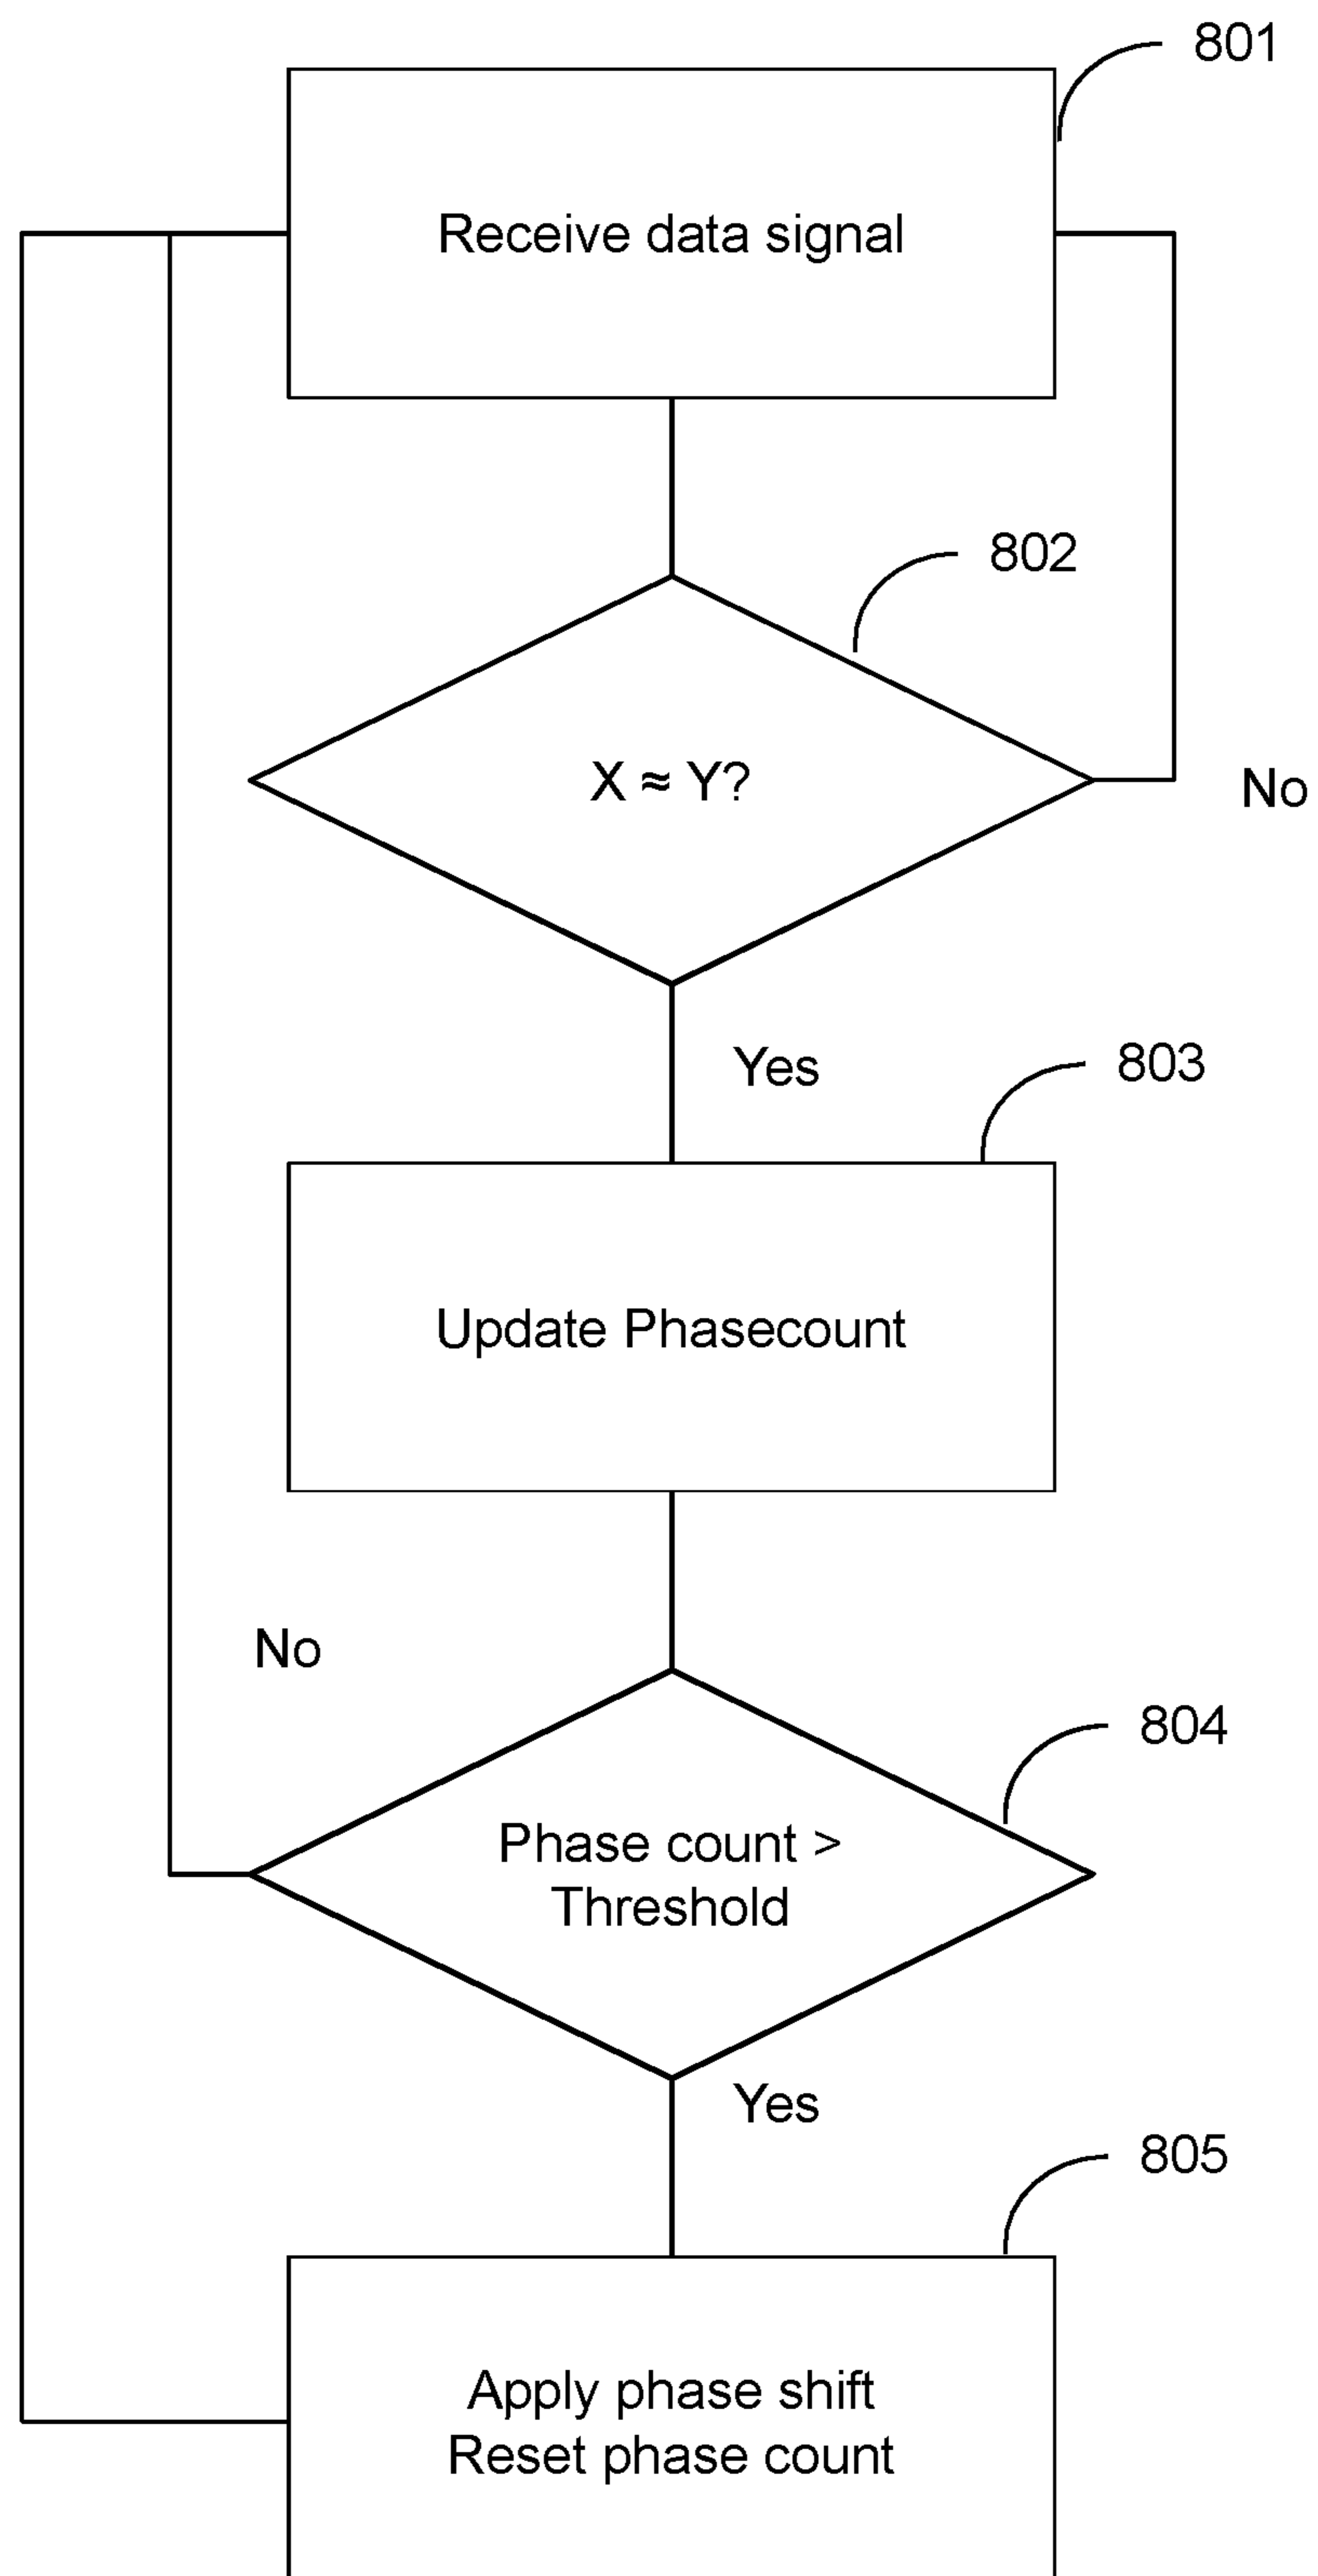 801
Receive data signal
802
X ≈ Y?
No
Yes
803
Update Phasecount
No
804
Phase count >
Threshold
Yes
805
Apply phase shift
Reset phase count